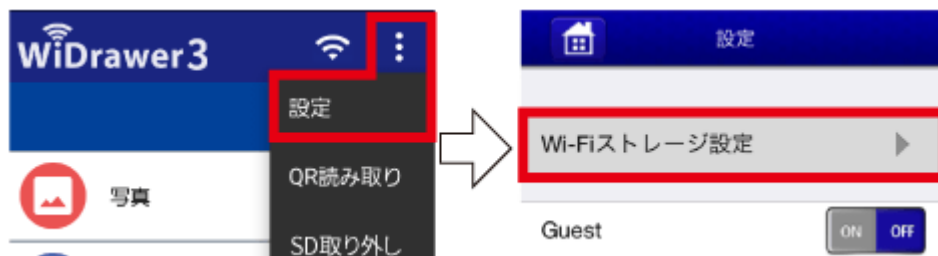 WiDrawer3
設定
QR読み取り
写真
SD取り外し
設定
Wi-Fiストレージ設定
Guest
ON OFF